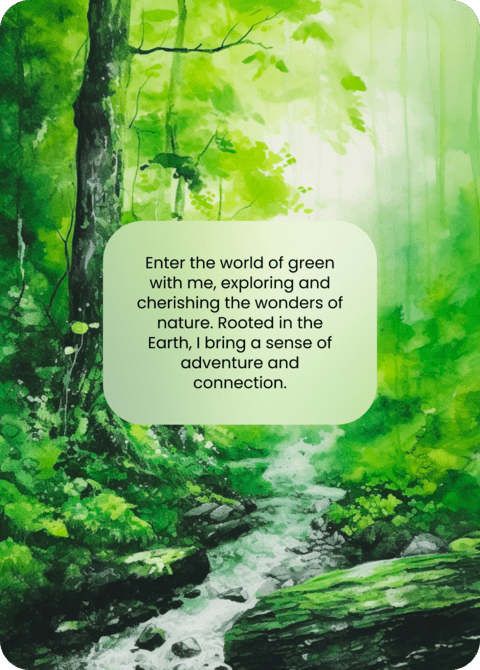 Enter the world of green
with me, exploring and
cherishing the wonders of
nature. Rooted in the
Earth, I bring a sense of
adventure and
connection.